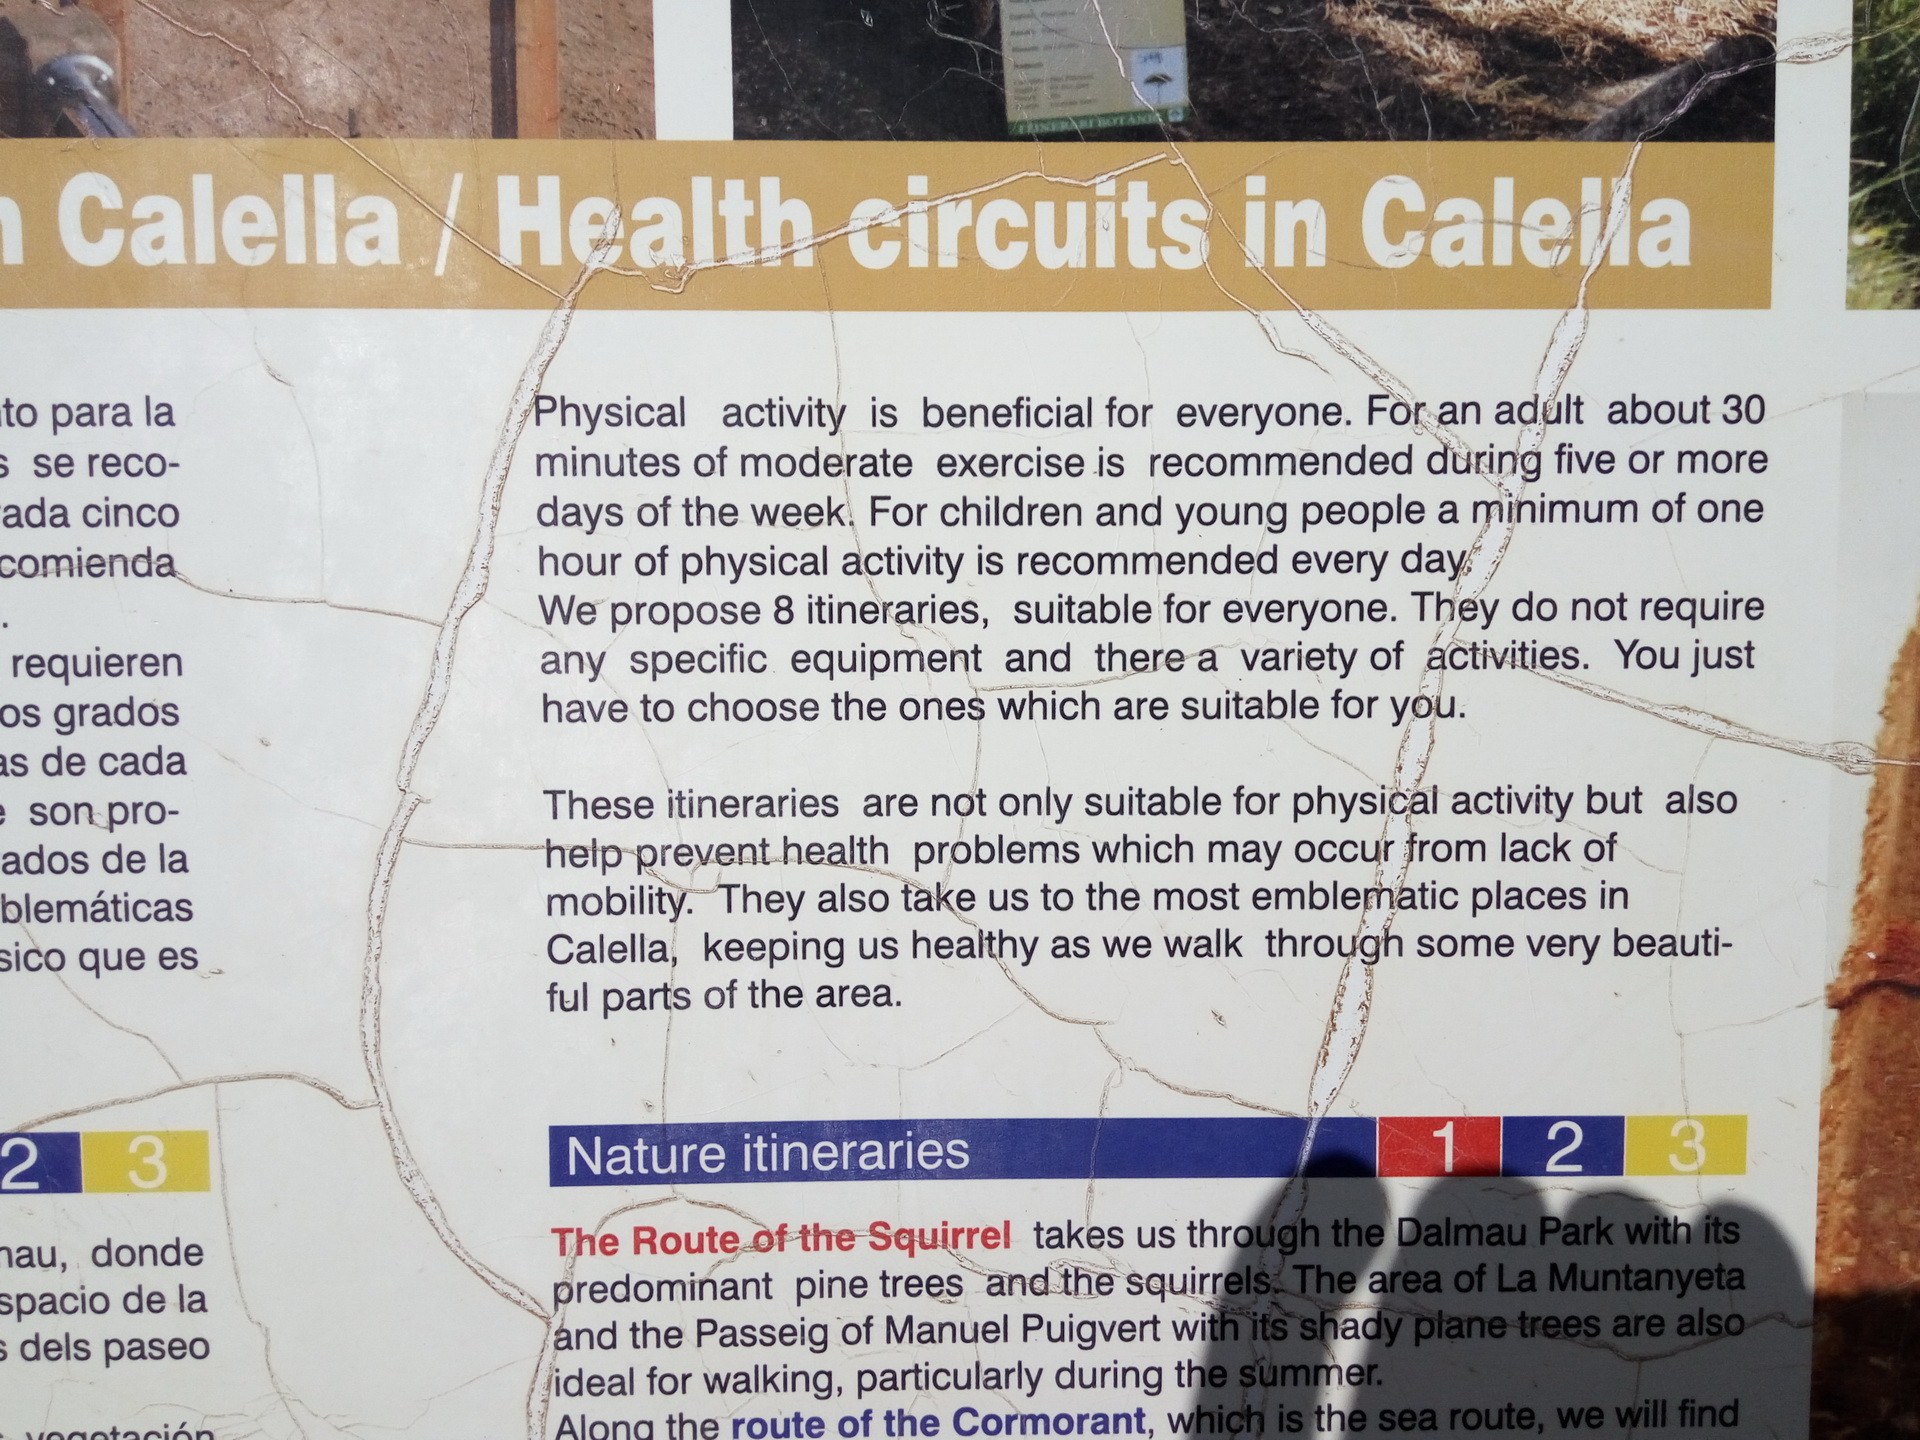 ITINERARI BOTANIC
Calella / Health circuits in Calella
para la
se reco-
cinco
comienda
.
requieren
os grados
as de cada
son pro-
ados de la
blemáticas
sico que es
2 3
donde
spacio de la
s dels paseo
vegetación
Physical activity is beneficial for everyone. For an adult about 30
minutes of moderate exercise is recommended during five or more
days of the week. For children and young people a minimum of one
hour of physical activity is recommended every day.
We propose 8 itineraries, suitable for everyone. They do not require
any specific equipment and there a variety of activities. You just
have to choose the ones which are suitable for you.
These itineraries are not only suitable for physical activity but also
help prevent health problems which may occur from lack of
mobility. They also take us to the most emblematic places in
Calella, keeping us healthy as we walk through some very beauti-
ful parts of the area.
Nature itineraries 1 2 3
The Route of the Squirrel takes us through the Dalmau Park with its
predominant pine trees and the squirrels. The area of La Muntanyeta
and the Passeig of Manuel Puigvert with its shady plane trees are also
ideal for walking, particularly during the summer.
Along the route of the Cormorant, which is the sea route, we will find